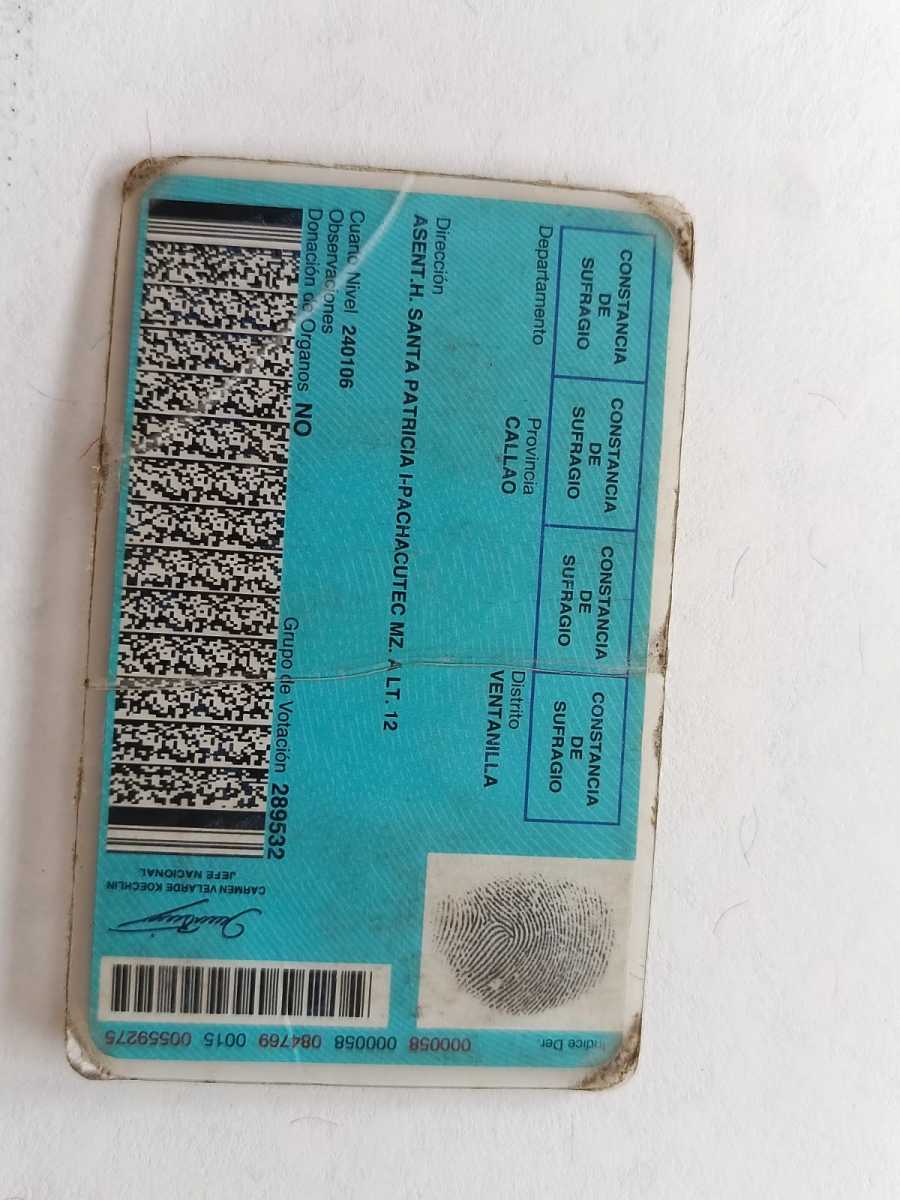 CONSTANCIA
DE
SUFRAGIO
CONSTANCIA
DE
SUFRAGIO
CONSTANCIA
DE
SUFRAGIO
CONSTANCIA
DE
SUFRAGIO
Departamento
Provincia
CALLAO
Distrito
VENTANILLA
Dirección
ASENT.H. SANTA PATRICIA I-PACHACUTEC MZ. A LT. 12
Cuarto Nivel 240106
Observaciones
Donación de Organos NO
Grupo de Votación 289532
Indice Der.
CARMEN VELARDE KOECHLIN
JEFE NACIONAL
000058 084769 000058 0015 00559275